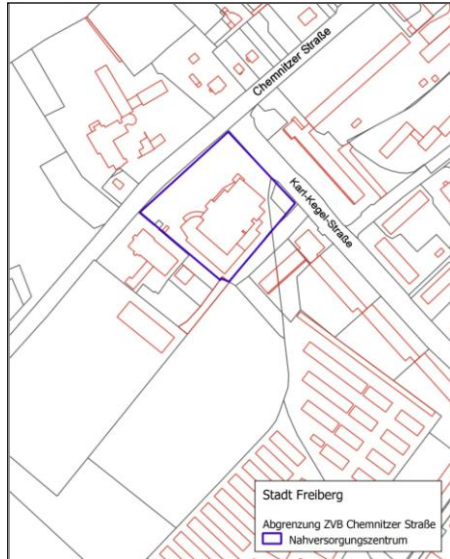 Chemnitzer Straße
Karl-Kegel-Straße
Stadt Freiberg
Abgrenzung ZVB Chemnitzer Straße
Nahversorgungszentrum